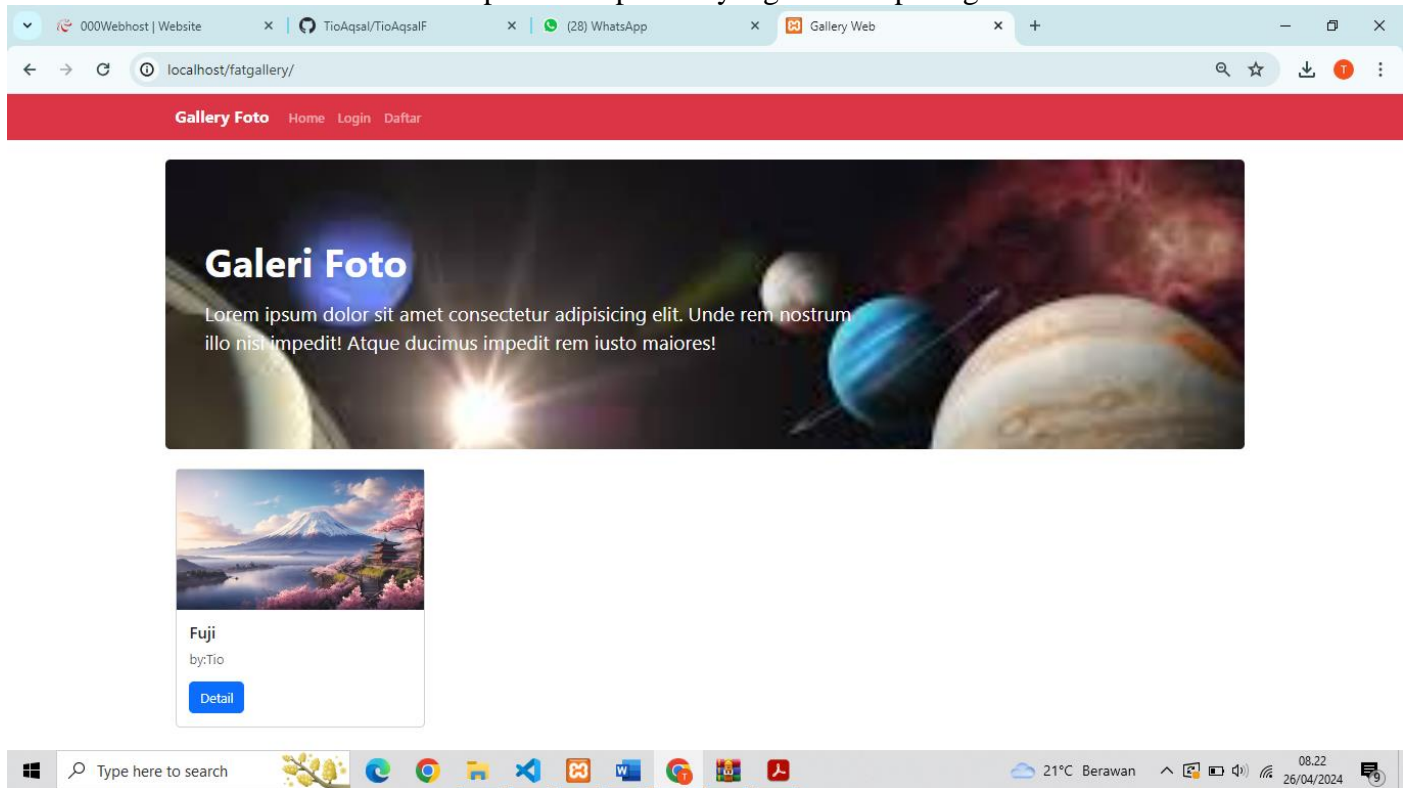 000Webhost | Website
TioAqsal/TioAqsalF
(28) WhatsApp
Gallery Web
localhost/fatgallery/
T
Gallery Foto Home Login Daftar
Galeri Foto
Lorem ipsum dolor sit amet consectetur adipisicing elit. Unde rem nostrum
illo nisi impedit! Atque ducimus impedit rem iusto maiores!
Fuji
by:Tio
Detail
Type here to search
21°C Berawan
08.22
26/04/2024
9